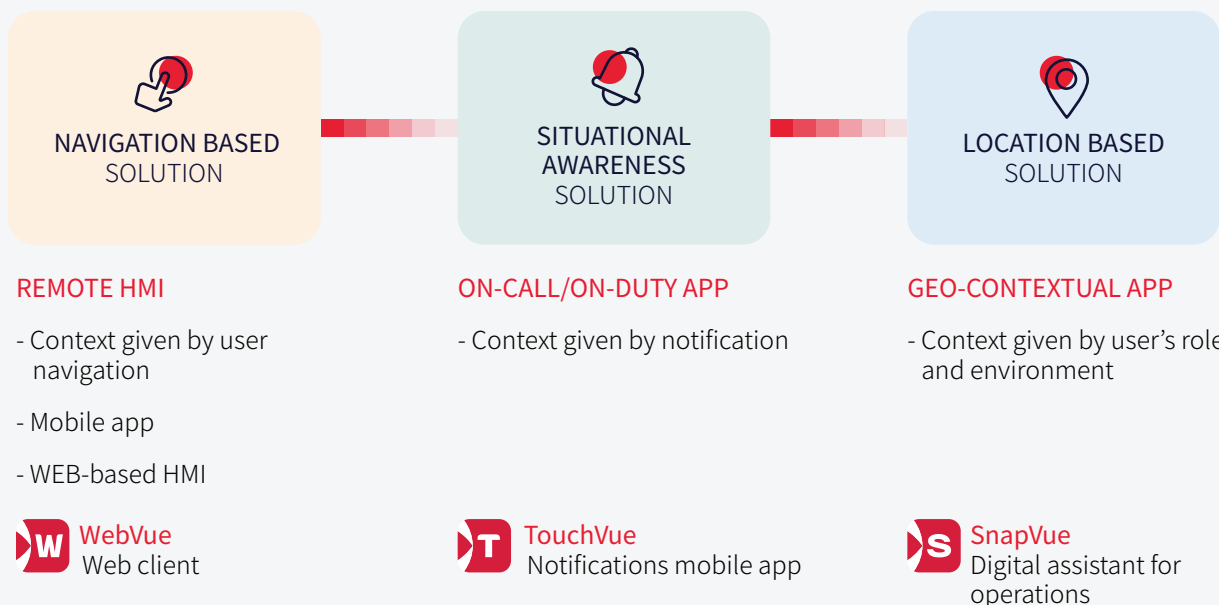 NAVIGATION BASED
SOLUTION
SITUATIONAL
AWARENESS
SOLUTION
LOCATION BASED
SOLUTION
REMOTE HMI
- Context given by user
navigation
- Mobile app
- WEB-based HMI
W
WebVue
Web client
ON-CALL/ON-DUTY APP
- Context given by notification
T
TouchVue
Notifications mobile app
GEO-CONTEXTUAL APP
- Context given by user’s role
and environment
S
SnapVue
Digital assistant for
operations